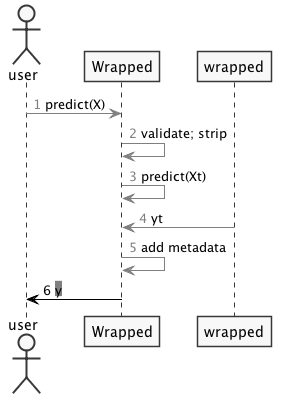 user
Wrapped
wrapped
1 predict(X)
2 validate; strip
3 predict(Xt)
4 yt
5 add metadata
6 y
user
Wrapped
wrapped